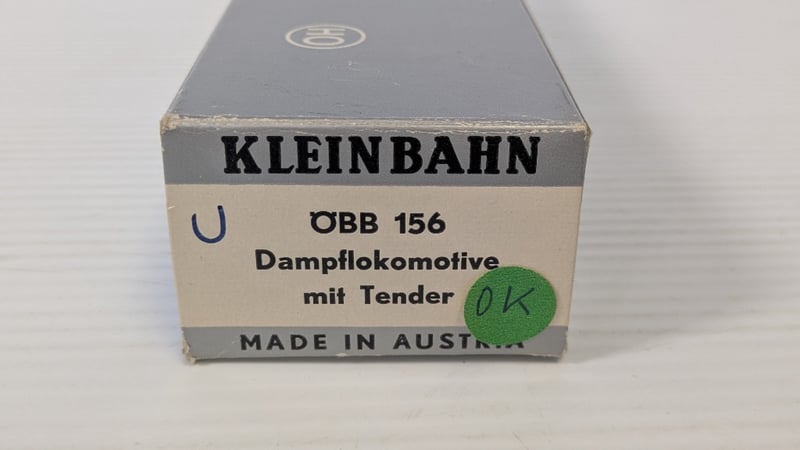 HO
KLEINBAHN
U
ÖBB 156
Dampflokomotive
mit Tender
OK
MADE IN AUSTRIA